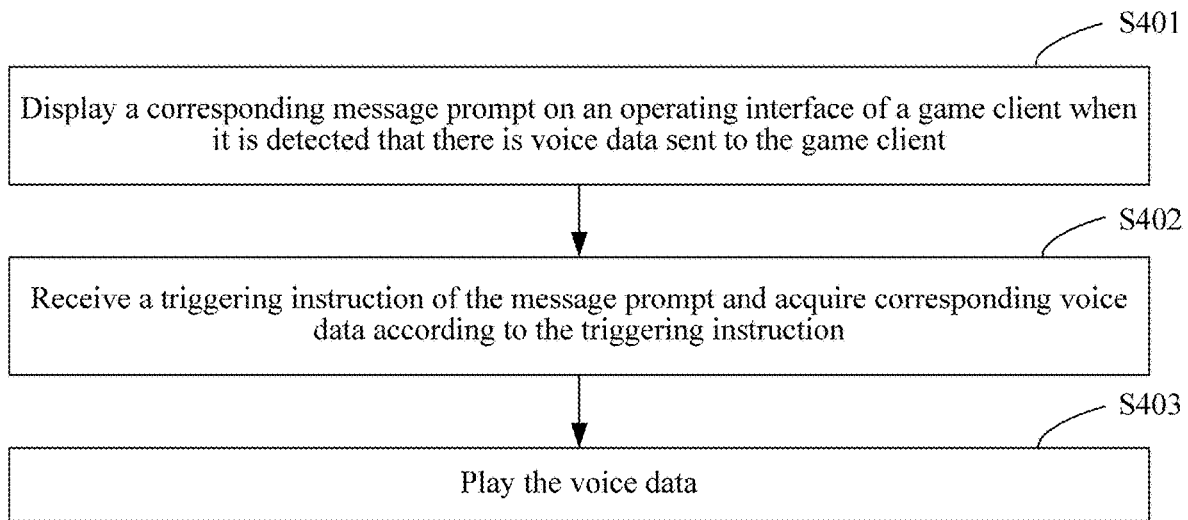 S401
Display a corresponding message prompt on an operating interface of a game client when
it is detected that there is voice data sent to the game client
S402
Receive a triggering instruction of the message prompt and acquire corresponding voice
data according to the triggering instruction
S403
Play the voice data